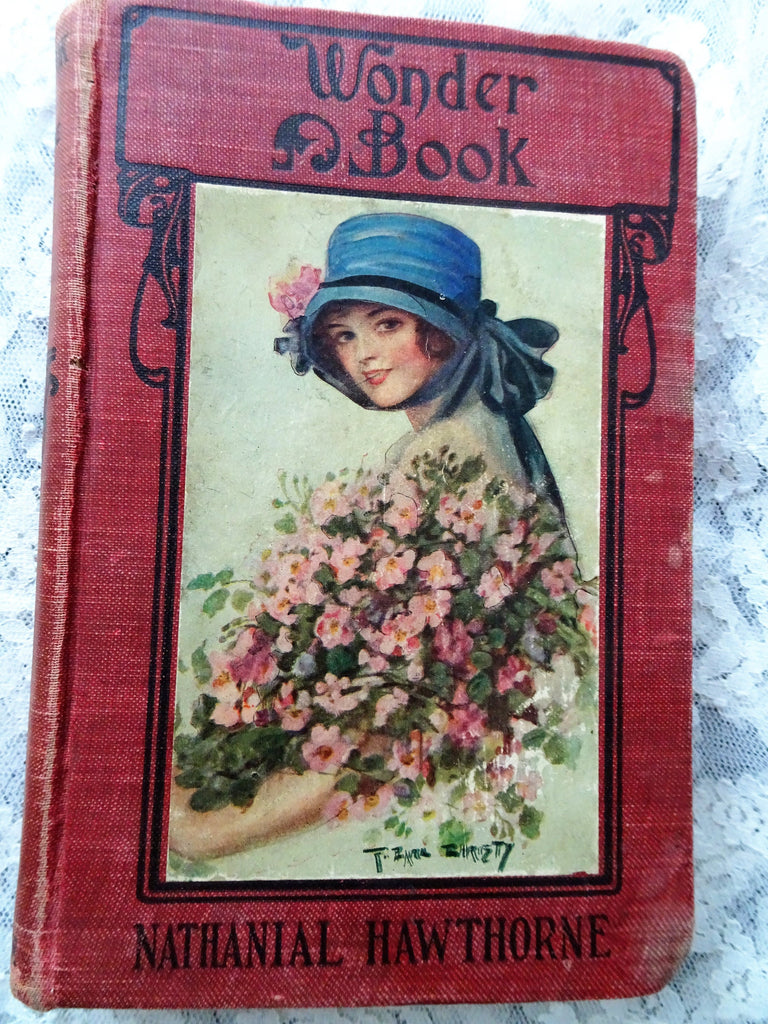 Wonder
Book
T. EARL CHRISTY
NATHANIAL HAWTHORNE